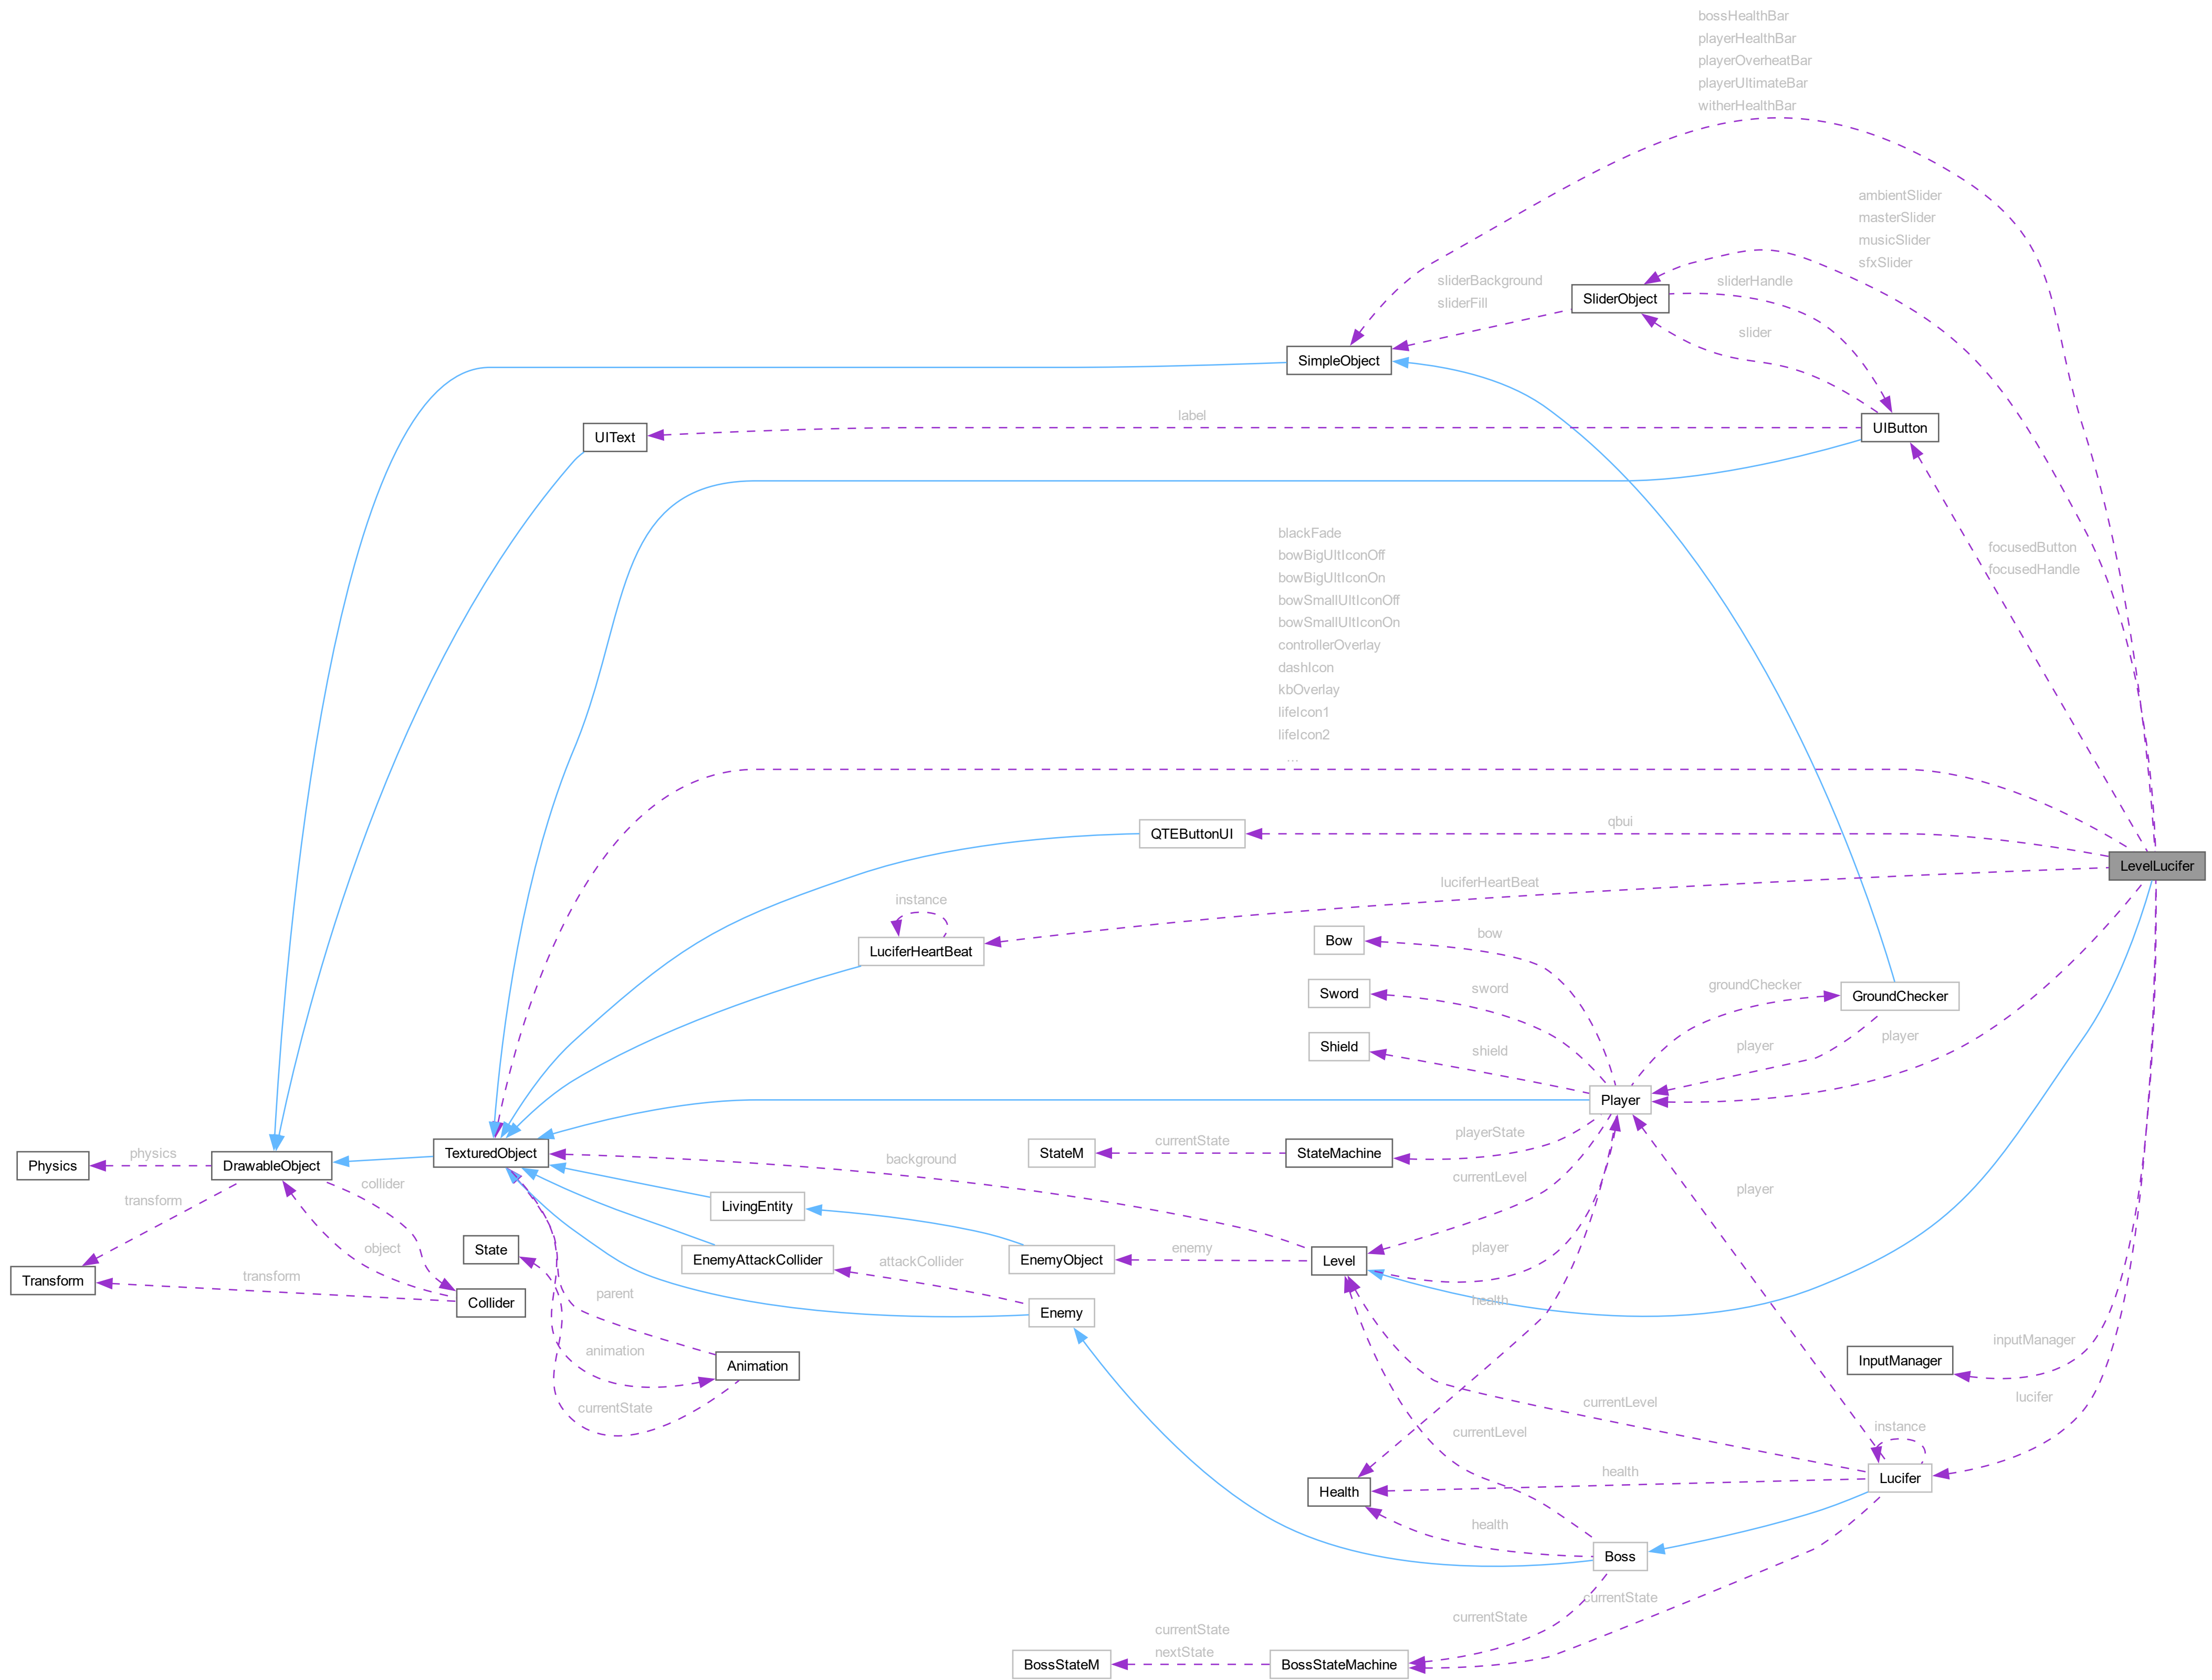 bossHealthBar
playerHealthBar
playerOverheatBar
playerUltimateBar
witherHealthBar
ambientSlider
masterSlider
musicSlider
sfxSlider
sliderBackground
sliderFill
SliderObject
sliderHandle
slider
SimpleObject
label
UIText
UIButton
focusedButton
focusedHandle
blackFade
bowBigUltIconOff
bowBigUltIconOn
bowSmallUltIconOff
bowSmallUltIconOn
controllerOverlay
dashIcon
kbOverlay
lifeIcon1
lifeIcon2
...
qbui
QTEButtonUI
LevelLucifer
luciferHeartBeat
instance
LuciferHeartBeat
bow
Bow
sword
Sword
groundChecker
GroundChecker
shield
Shield
player
player
Player
playerState
currentState
StateM
StateMachine
physics
Physics
DrawableObject
TexturedObject
background
currentLevel
collider
transform
LivingEntity
player
object
State
EnemyAttackCollider
attackCollider
EnemyObject
enemy
Level
player
Transform
transform
Collider
parent
Enemy
health
animation
Animation
currentState
inputManager
InputManager
lucifer
currentLevel
instance
currentLevel
health
Health
Lucifer
health
Boss
currentState
currentState
currentState
nextState
BossStateM
BossStateMachine